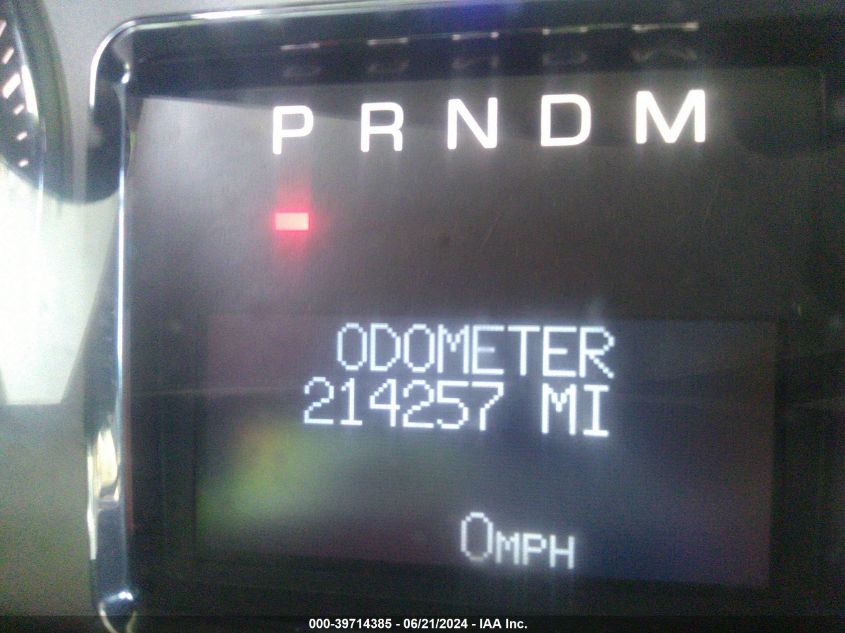 P R N D M
ODOMETER
214257 MI
0MPH
000-39714385 - 06/21/2024 - IAA Inc.